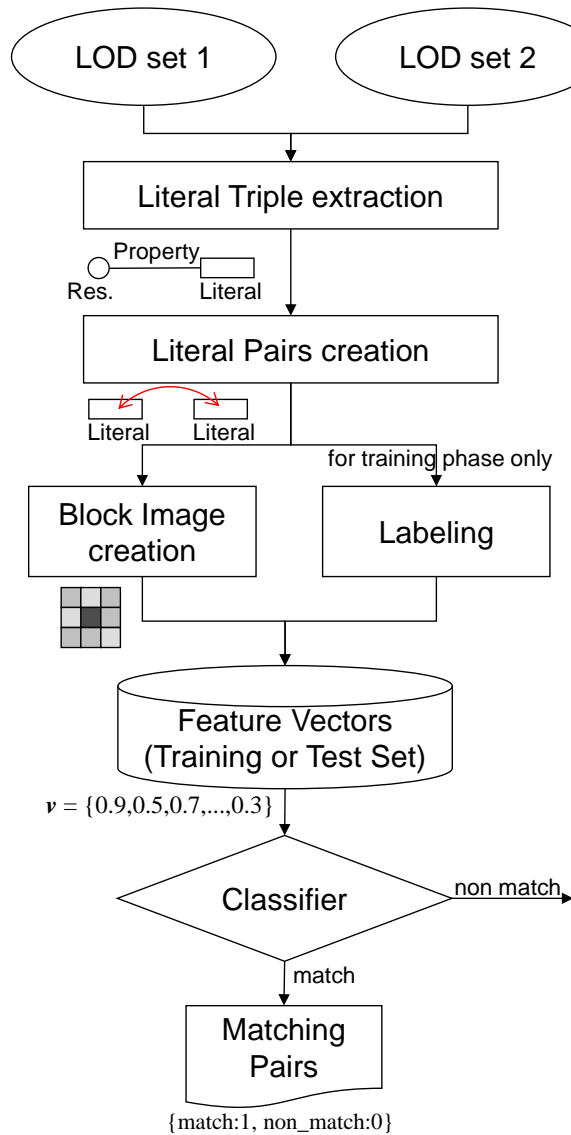 LOD set 1
LOD set 2
Literal Triple extraction
Property
Res.
Literal
Literal Pairs creation
Literal
Literal
for training phase only
Block Image
creation
Labeling
Feature Vectors
(Training or Test Set)
v = {0.9,0.5,0.7,...,0.3}
Classifier
non match
match
Matching
Pairs
{match:1, non_match:0}